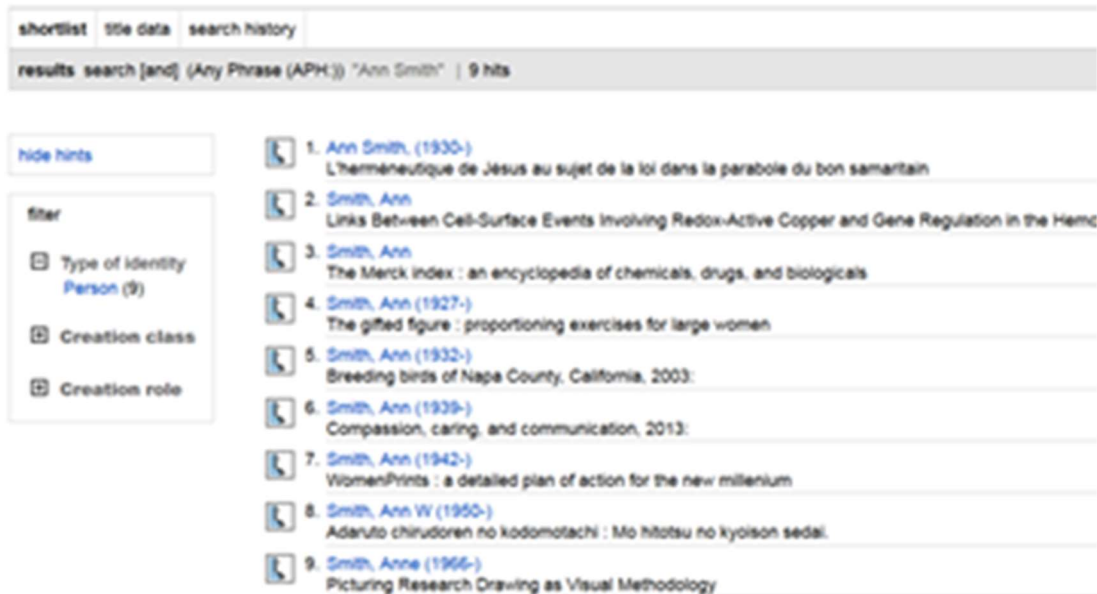 shortlist title data search history
results search [and] (Any Phrase (APH:)) "Ann Smith" | 9 hits
hide hints
filter
Type of identity
Person (9)
Creation class
Creation role
1. Ann Smith, (1930-)
L'herméneutique de Jésus au sujet de la loi dans la parabole du bon samaritain
2. Smith, Ann
Links Between Cell-Surface Events Involving Redox-Active Copper and Gene Regulation in the Hemo
3. Smith, Ann
The Merck index : an encyclopedia of chemicals, drugs, and biologicals
4. Smith, Ann (1927-)
The gifted figure : proportioning exercises for large women
5. Smith, Ann (1932-)
Breeding birds of Napa County, California, 2003:
6. Smith, Ann (1939-)
Compassion, caring, and communication, 2013:
7. Smith, Ann (1942-)
WomenPrints : a detailed plan of action for the new millenium
8. Smith, Ann W (1950-)
Adaruto chirudoren no kodomotachi : Mo hitotsu no kyoison sedai.
9. Smith, Anne (1966-)
Picturing Research Drawing as Visual Methodology